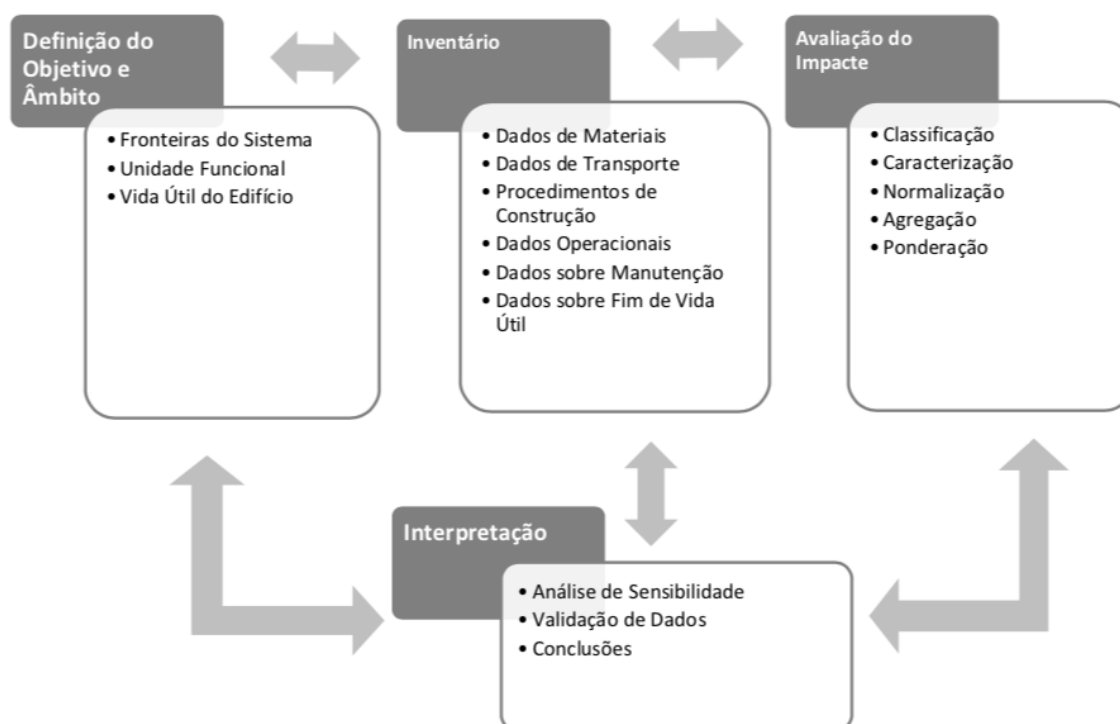 Definição do
Objetivo e
Âmbito
• Fronteiras do Sistema
• Unidade Funcional
• Vida Útil do Edifício
Inventário
• Dados de Materiais
• Dados de Transporte
• Procedimentos de
Construção
• Dados Operacionais
• Dados sobre Manutenção
• Dados sobre Fim de Vida
Útil
Avaliação do
Impacte
• Classificação
• Caracterização
• Normalização
• Agregação
• Ponderação
Interpretação
• Análise de Sensibilidade
• Validação de Dados
• Conclusões